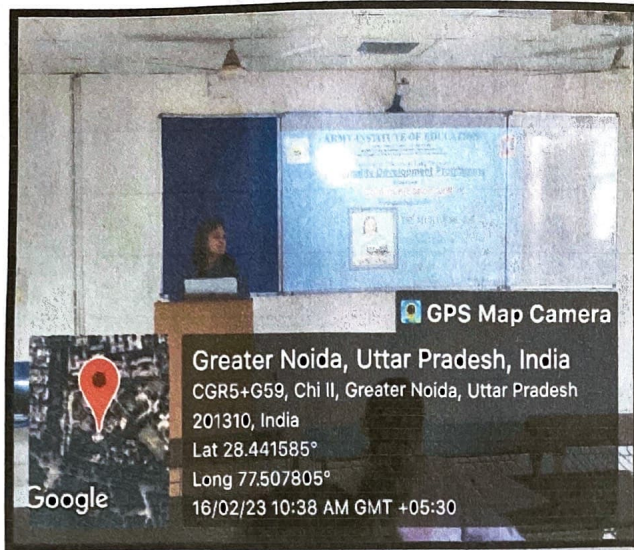 ARMY INSTITUTE OF EDUCATION
Development Programme
GPS Map Camera
Greater Noida, Uttar Pradesh, India
CGR5+G59, Chi II, Greater Noida, Uttar Pradesh
201310, India
Lat 28.441585°
Long 77.507805°
16/02/23 10:38 AM GMT +05:30
Google